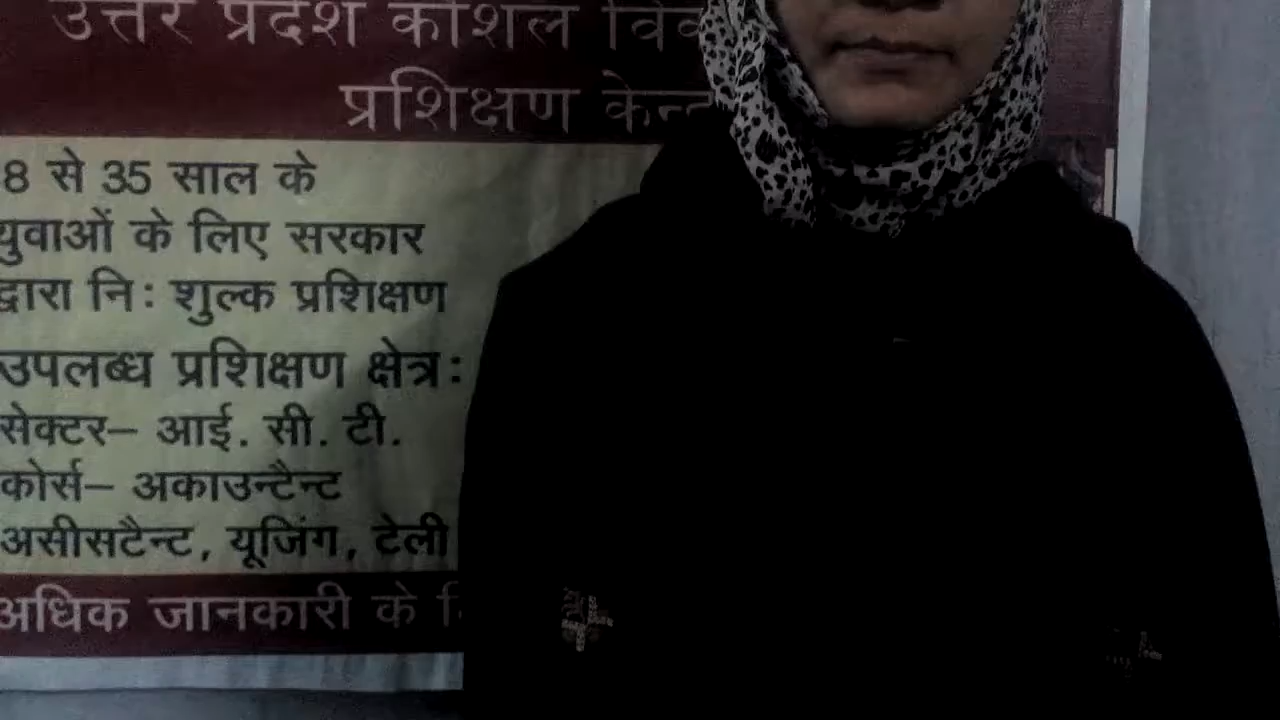 उत्तर प्रदेश कौशल
प्रशिक्षण
8 से 35 साल के
युवाओं के लिए सरकार
द्वारा नि: शुल्क प्रशिक्षण
उपलब्ध प्रशिक्षण क्षेत्र:
सेक्टर– आई. सी. टी.
कोर्स– अकाउन्टैन्ट
असीसटैन्ट, यूजिंग, टेली
अधिक जानकारी के